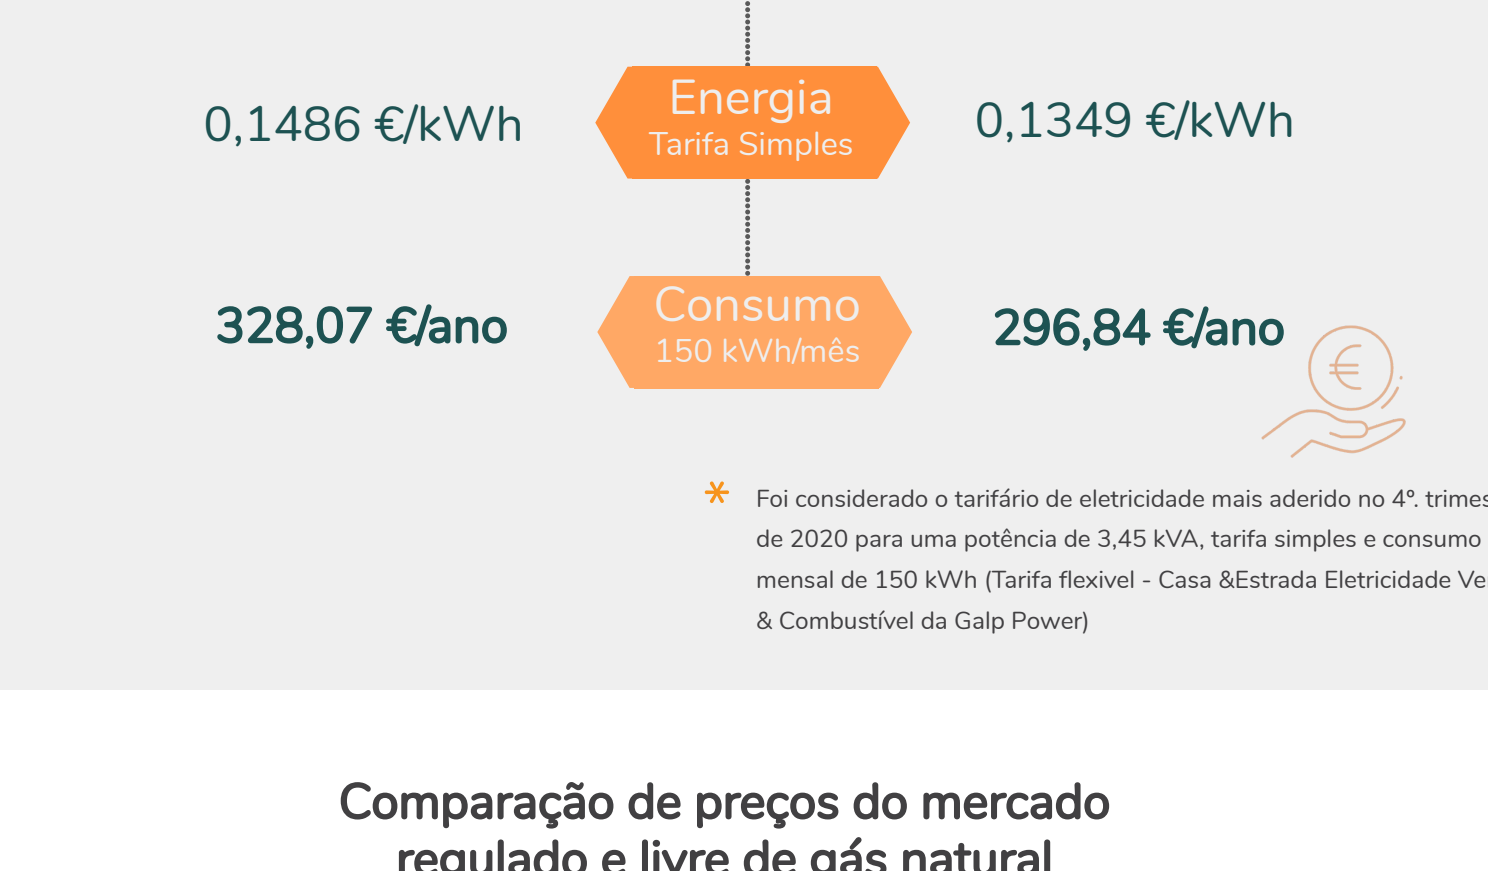 0,1486 €/kWh
Energia
Tarifa Simples
0,1349 €/kWh
328,07 €/ano
Consumo
150 kWh/mês
296,84 €/ano
€
* Foi considerado o tarifário de eletricidade mais aderido no 4º.
de 2020 para uma potência de 3,45 kVA, tarifa simples e consumo
mensal de 150 kWh (Tarifa flexivel - Casa &Estrada Eletricidade
& Combustível da Galp Power)
Comparação de preços do mercado
regulado e livre de gás natural